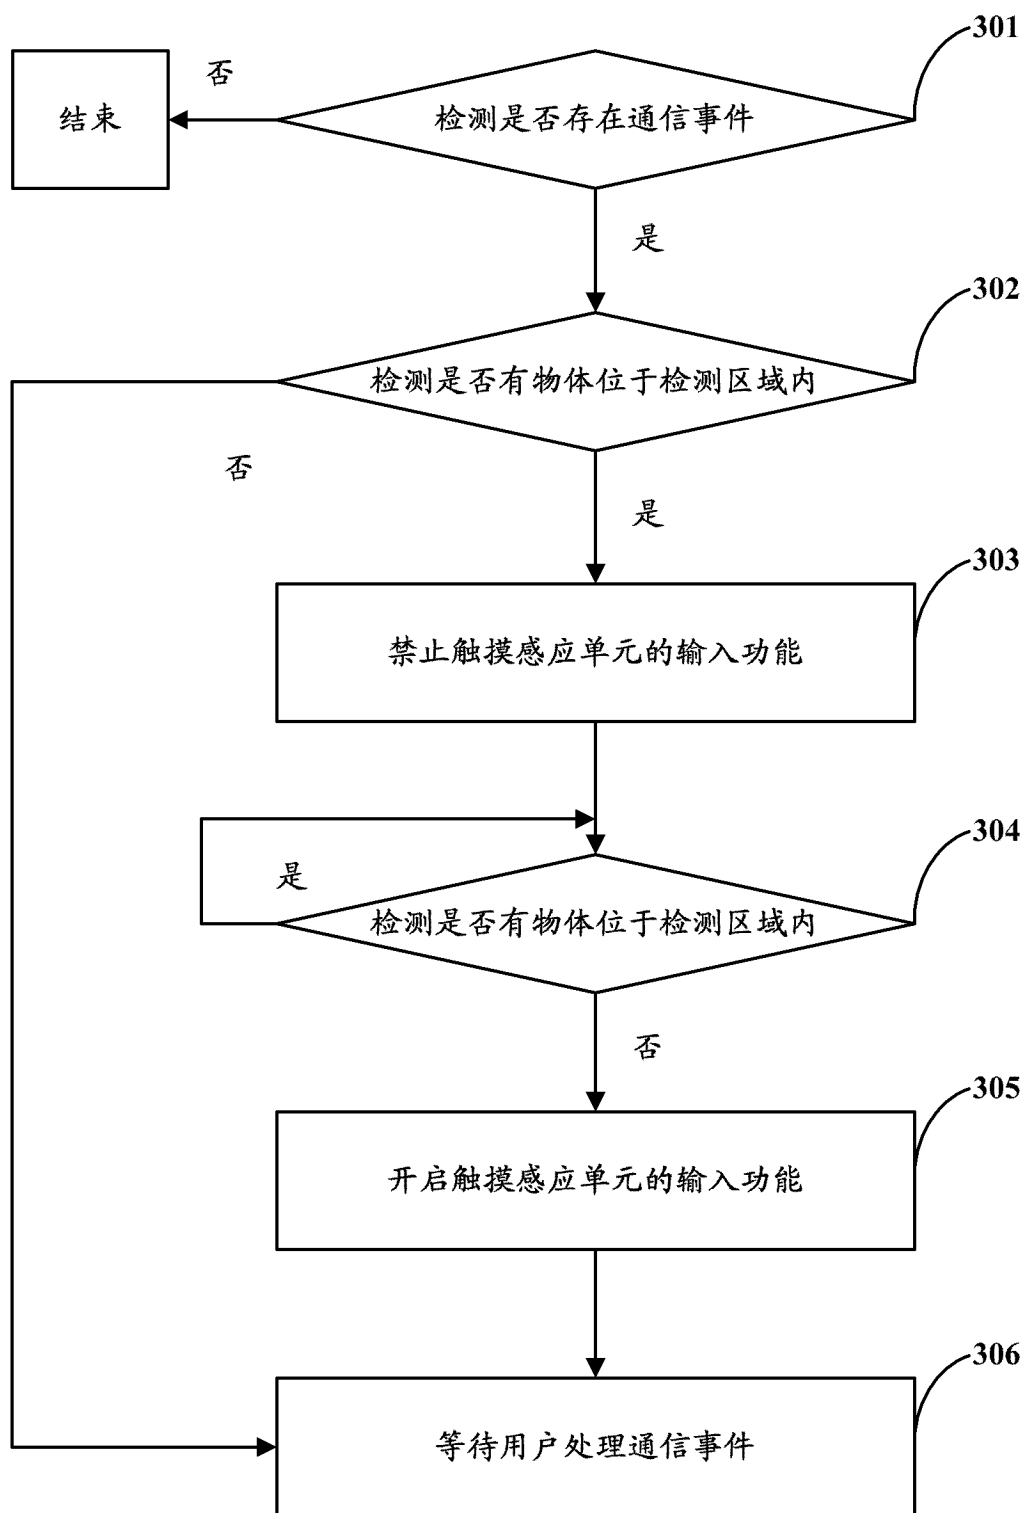 301
否
结束
检测是否存在通信事件
是
302
检测是否有物体位于检测区域内
否
是
303
禁止触摸感应单元的输入功能
304
是
检测是否有物体位于检测区域内
否
305
开启触摸感应单元的输入功能
306
等待用户处理通信事件